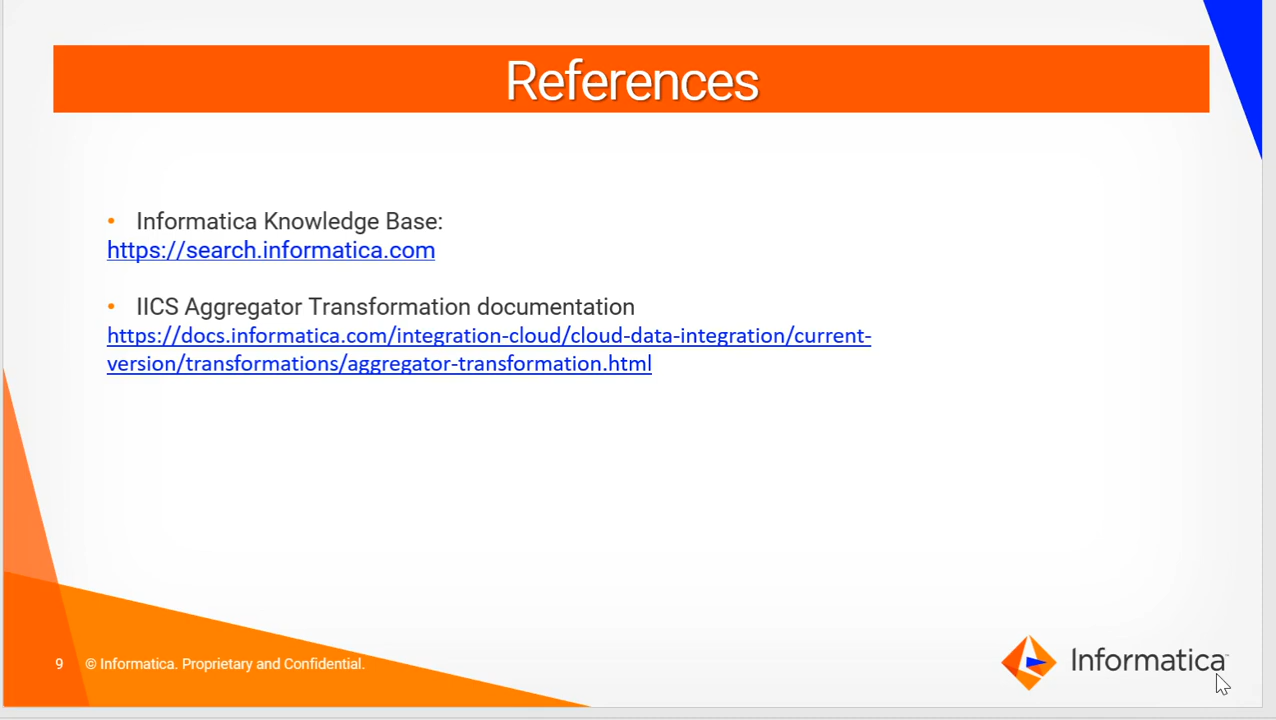 References
• Informatica Knowledge Base:
https://search.informatica.com
• IICS Aggregator Transformation documentation
https://docs.informatica.com/integration-cloud/cloud-data-integration/current-
version/transformations/aggregator-transformation.html
9 © Informatica. Proprietary and Confidential.
Informatica™